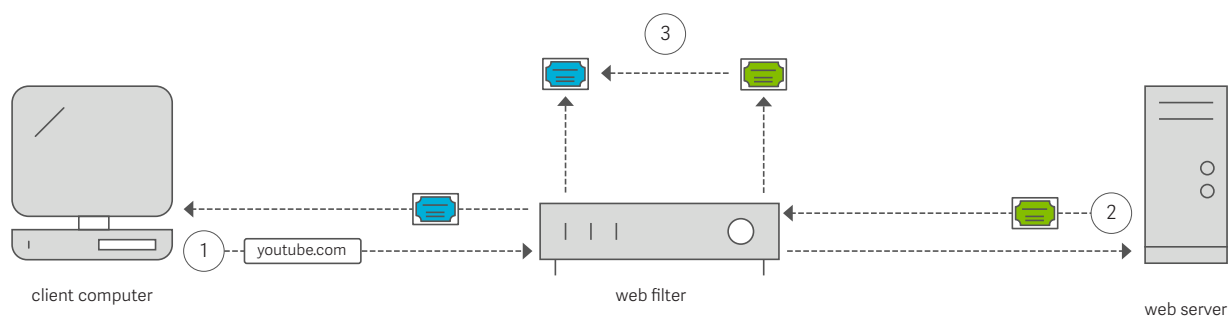 3
2
1
youtube.com
client computer
web filter
web server